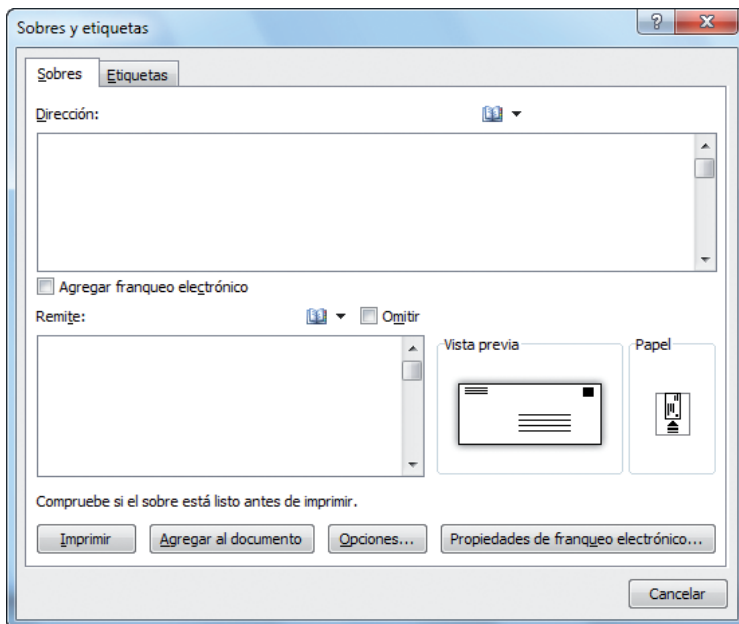 Sobres y etiquetas
Sobres Etiquetas
Dirección:
Agregar franqueo electrónico
Remite: Omitir
Vista previa Papel
Compruebe si el sobre está listo antes de imprimir.
Imprimir Agregar al documento Opciones... Propiedades de franqueo electrónico...
Cancelar